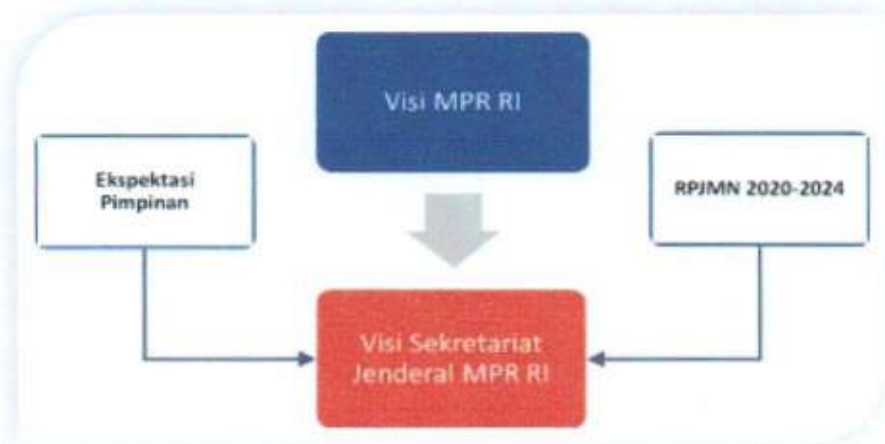 Visi MPR RI
Ekspektasi
Pimpinan
RPJMN 2020-2024
Visi Sekretariat
Jenderal MPR RI